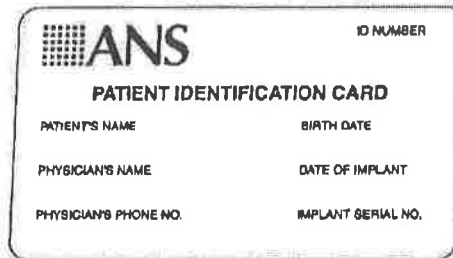 ANS ID NUMBER
PATIENT IDENTIFICATION CARD
PATIENT'S NAME BIRTH DATE
PHYSICIAN'S NAME DATE OF IMPLANT
PHYSICIAN'S PHONE NO. IMPLANT SERIAL NO.